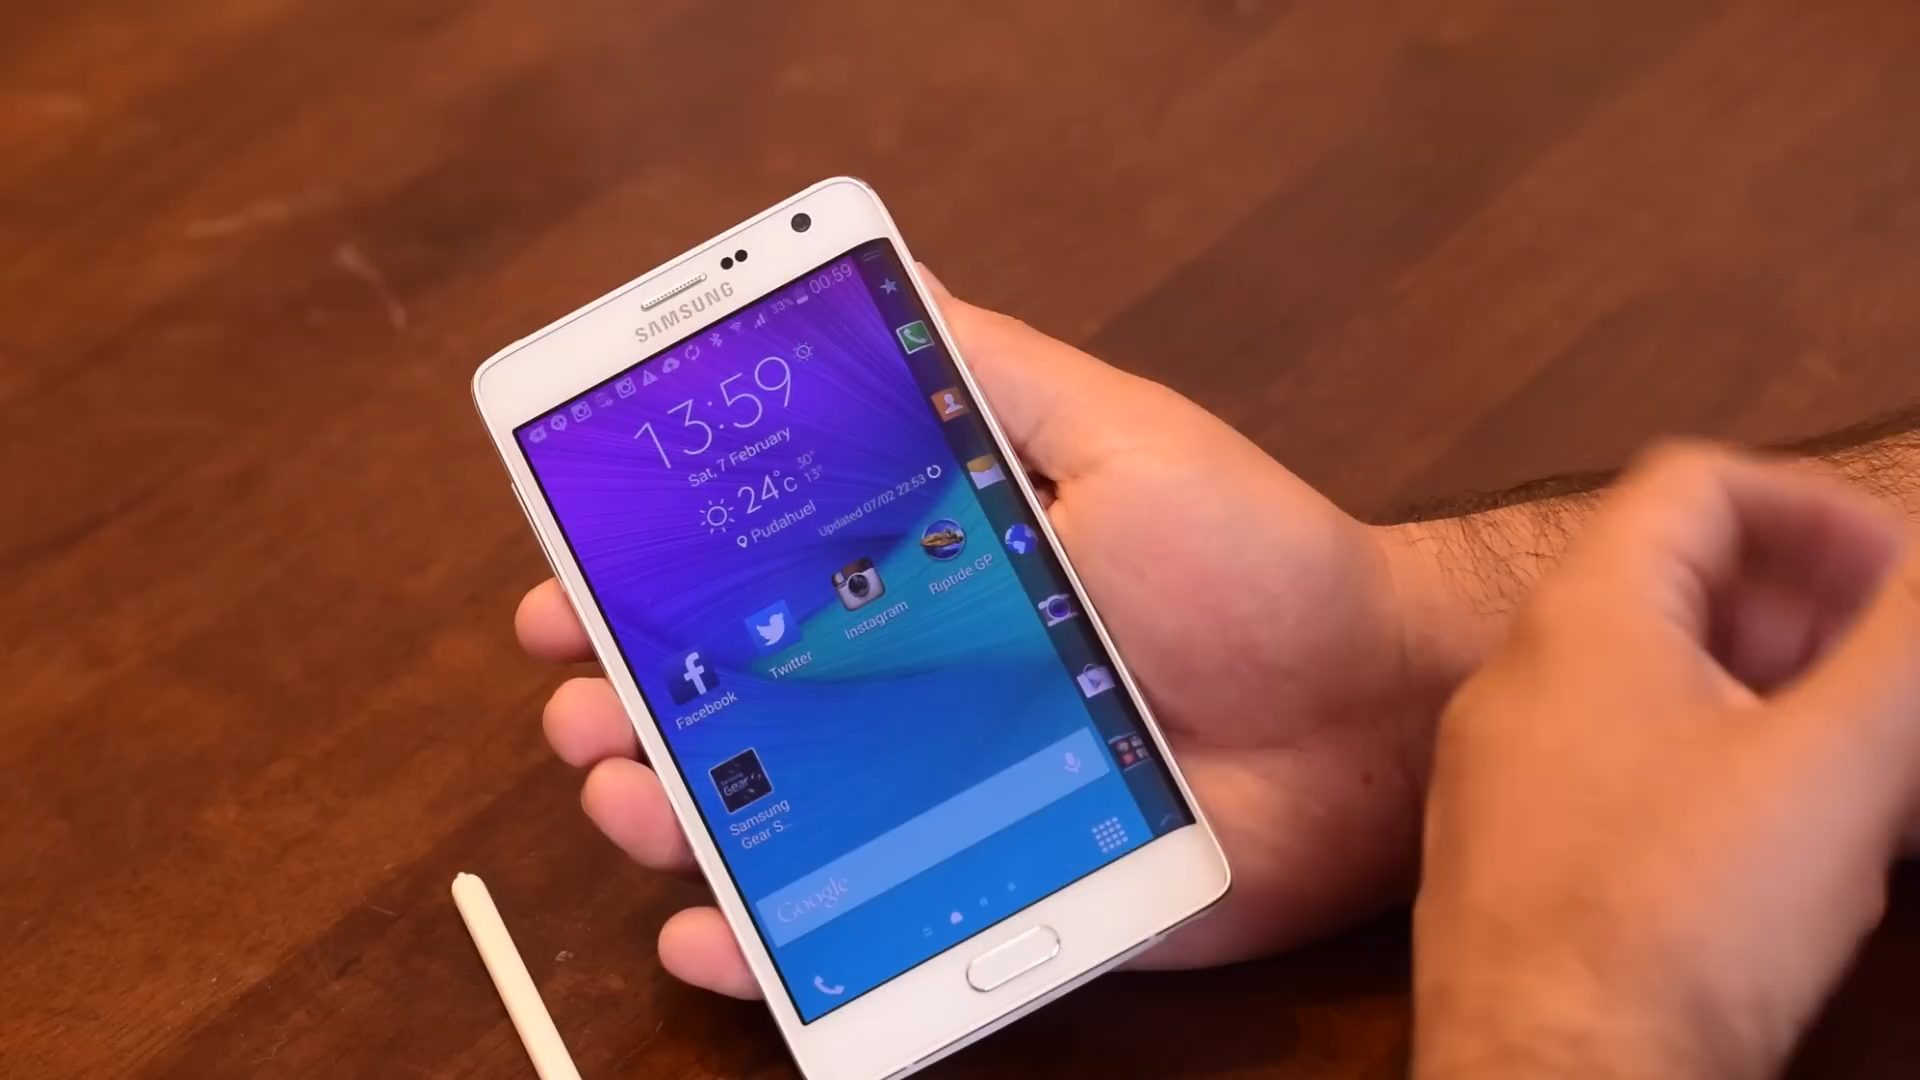 SAMSUNG
33% 00:59
13:59
Sat, 7 February
24°C 30° 13°
Pudahuel
Updated 07/02 22:53
Facebook
Twitter
Instagram
Riptide GP
Samsung
Gear S...
Google